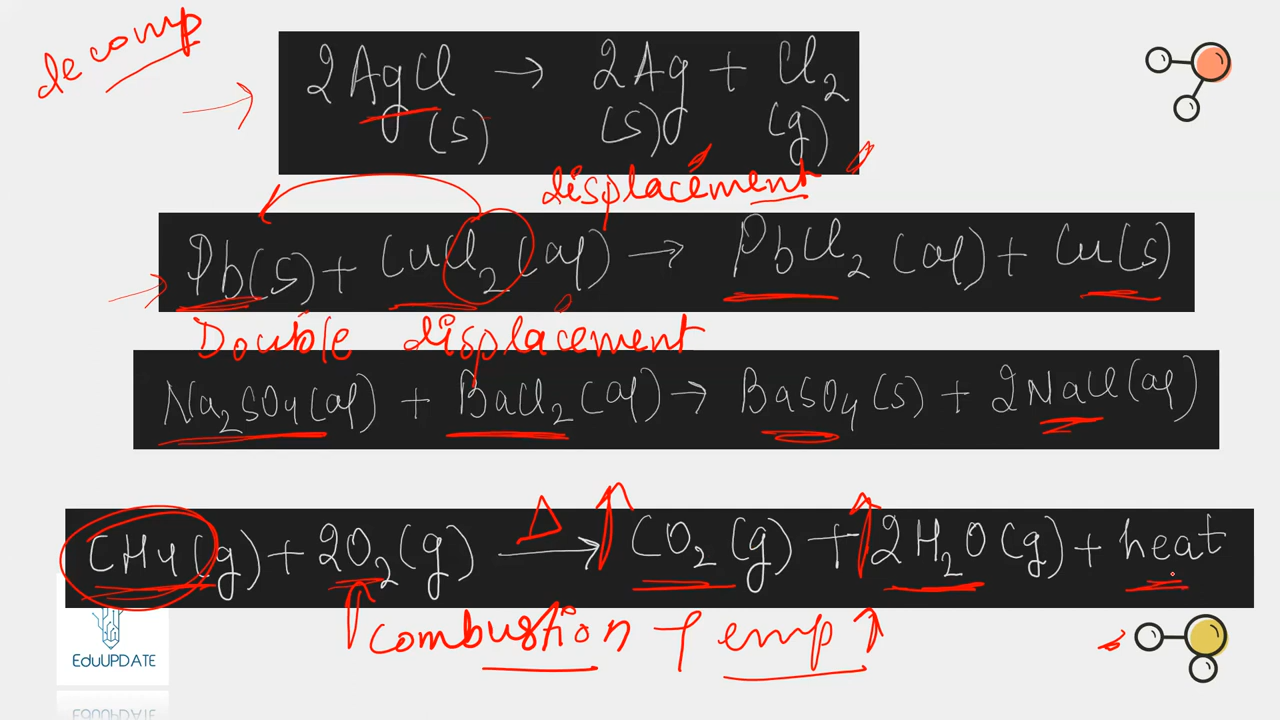 decomp
2AgCl → 2Ag + Cl2
(s) (s) (g)
displacement
Pb(s) + CuCl2 (aq) → PbCl2 (aq) + Cu(s)
Double displacement
Na2SO4(aq) + BaCl2 (aq) → BaSO4 (s) + 2NaCl(aq)
Δ
CH4(g) + 2O2(g) → CO2(g) + 2H2O(g) + heat
combustion Temp ↑
EduUPDATE